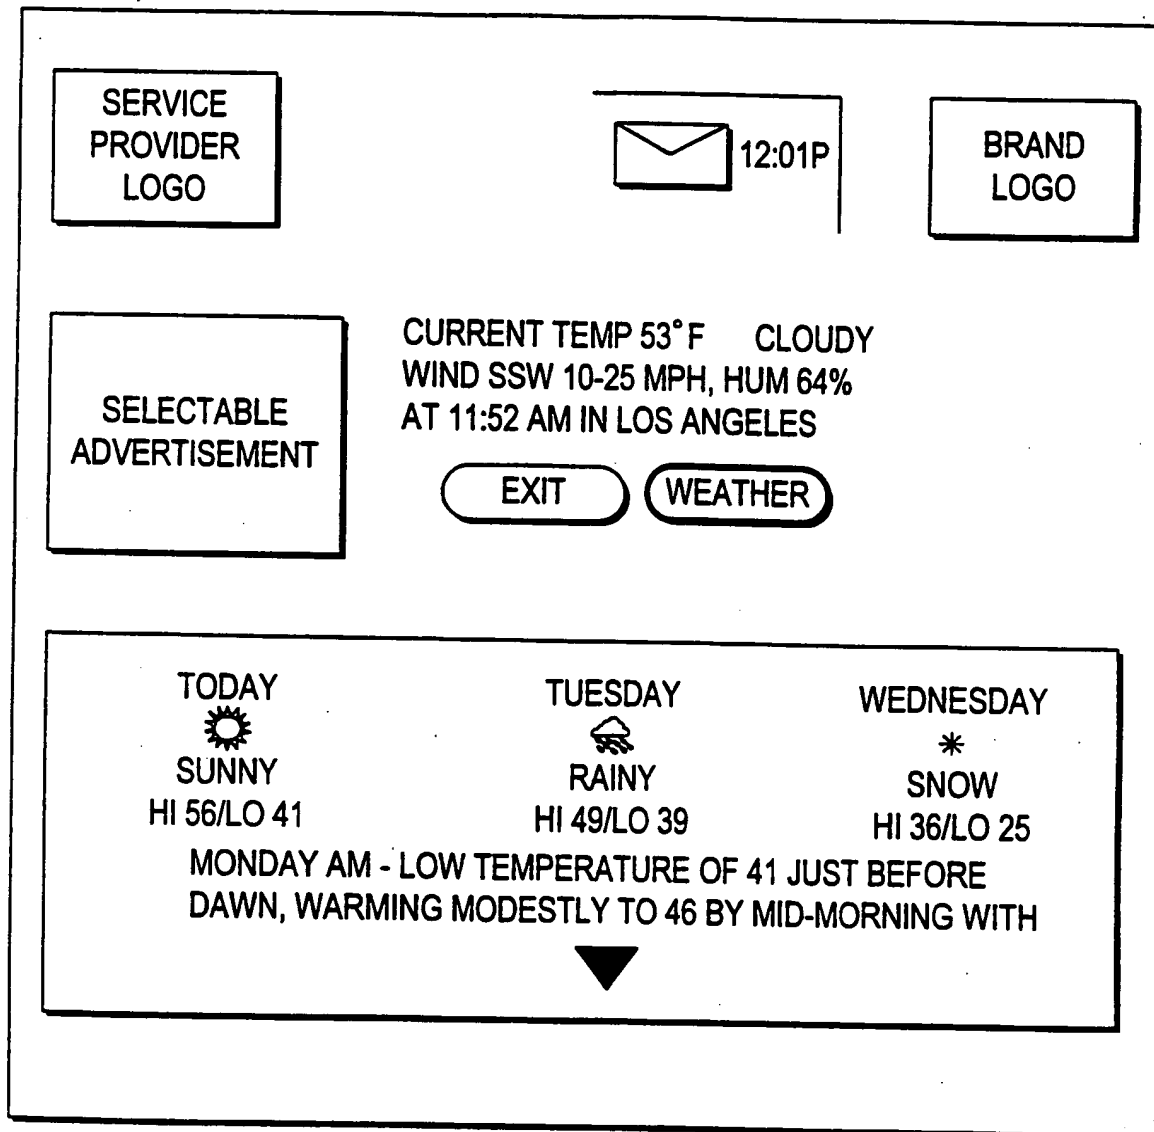 SERVICE
PROVIDER
LOGO
12:01P
BRAND
LOGO
SELECTABLE
ADVERTISEMENT
CURRENT TEMP 53°F CLOUDY
WIND SSW 10-25 MPH, HUM 64%
AT 11:52 AM IN LOS ANGELES
EXIT WEATHER
TODAY TUESDAY WEDNESDAY
SUNNY RAINY SNOW
HI 56/LO 41 HI 49/LO 39 HI 36/LO 25
MONDAY AM - LOW TEMPERATURE OF 41 JUST BEFORE
DAWN, WARMING MODESTLY TO 46 BY MID-MORNING WITH